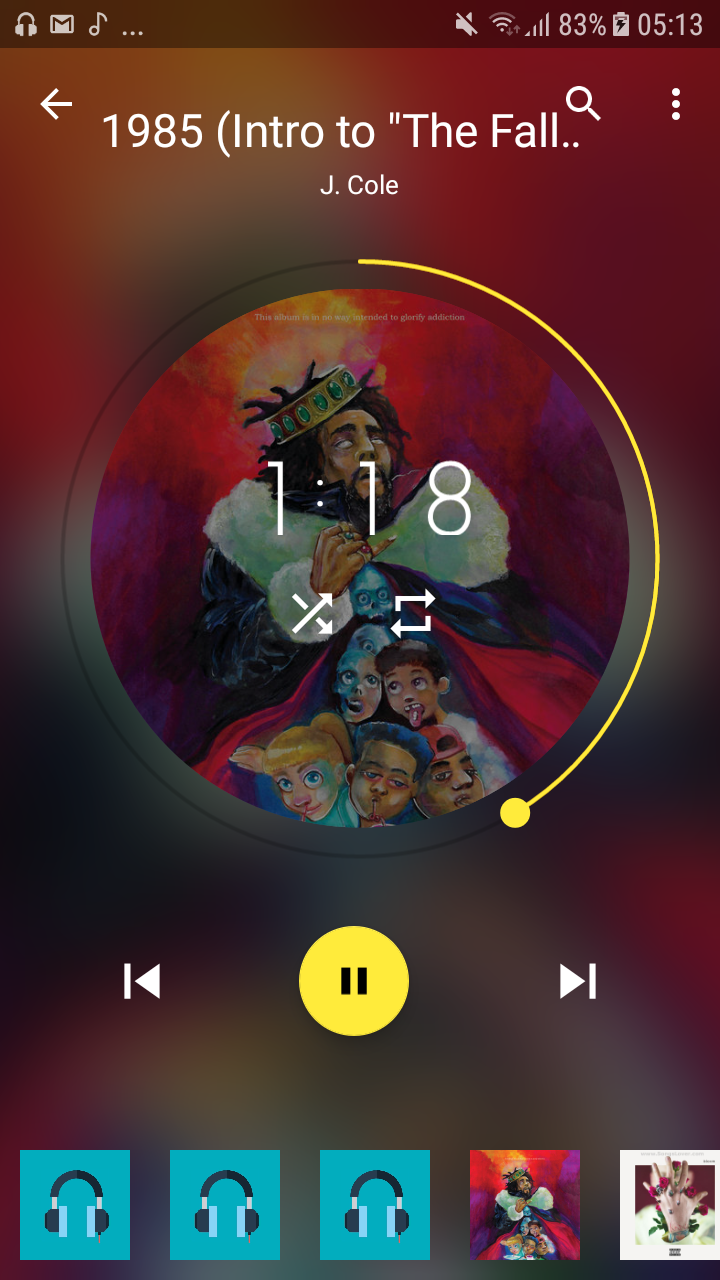 ... 83% 05:13
1985 (Intro to "The Fall..
J. Cole
This album is in no way intended to glorify addiction
1:18